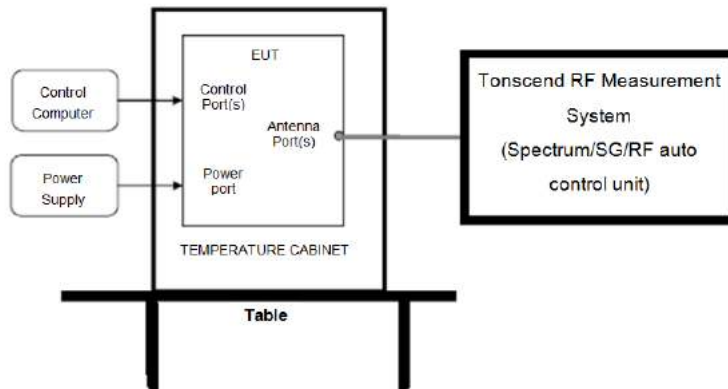 EUT
Control
Computer
Control
Port(s)
Antenna
Port(s)
Power
Supply
Power
port
TEMPERATURE CABINET
Table
Tonscend RF Measurement
System
(Spectrum/SG/RF auto
control unit)